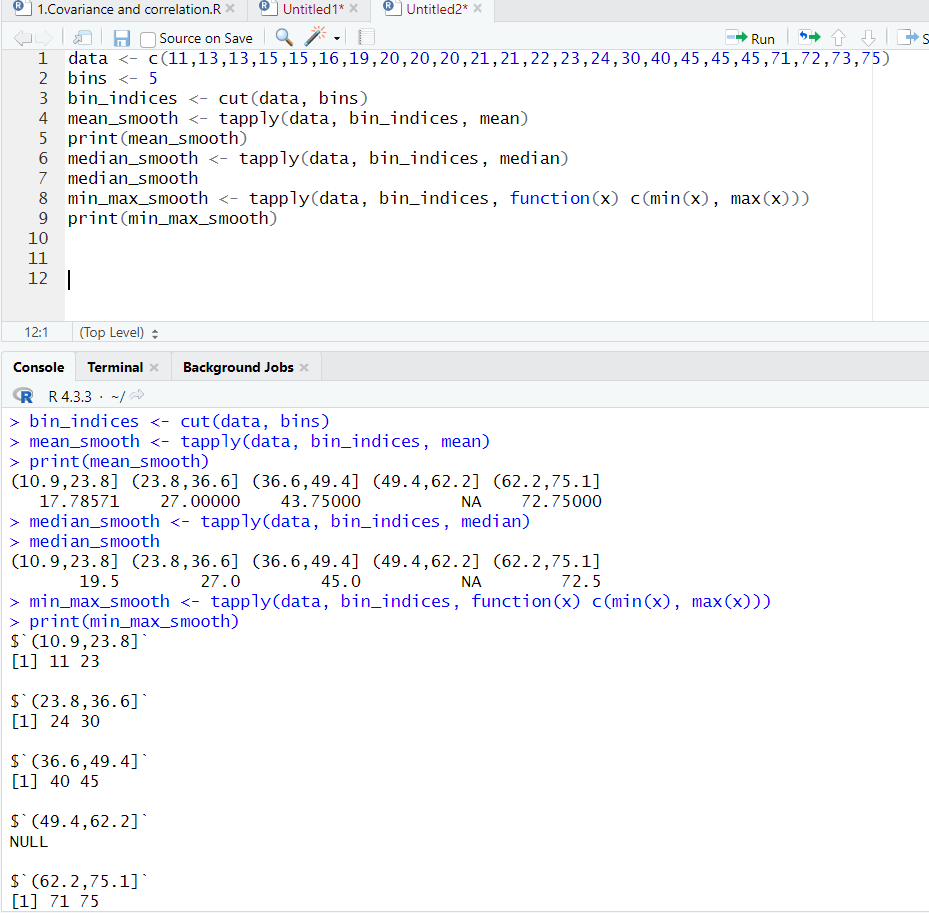 1.Covariance and correlation.R Untitled1* Untitled2*
Source on Save Run S
1 data <- c(11,13,13,15,15,16,19,20,20,20,21,21,22,23,24,30,40,45,45,45,71,72,73,75)
2 bins <- 5
3 bin_indices <- cut(data, bins)
4 mean_smooth <- tapply(data, bin_indices, mean)
5 print(mean_smooth)
6 median_smooth <- tapply(data, bin_indices, median)
7 median_smooth
8 min_max_smooth <- tapply(data, bin_indices, function(x) c(min(x), max(x)))
9 print(min_max_smooth)
10
11
12
12:1 (Top Level)
Console Terminal Background Jobs
R R 4.3.3 · ~/
> bin_indices <- cut(data, bins)
> mean_smooth <- tapply(data, bin_indices, mean)
> print(mean_smooth)
(10.9,23.8] (23.8,36.6] (36.6,49.4] (49.4,62.2] (62.2,75.1]
17.78571 27.00000 43.75000 NA 72.75000
> median_smooth <- tapply(data, bin_indices, median)
> median_smooth
(10.9,23.8] (23.8,36.6] (36.6,49.4] (49.4,62.2] (62.2,75.1]
19.5 27.0 45.0 NA 72.5
> min_max_smooth <- tapply(data, bin_indices, function(x) c(min(x), max(x)))
> print(min_max_smooth)
$`(10.9,23.8]`
[1] 11 23
$`(23.8,36.6]`
[1] 24 30
$`(36.6,49.4]`
[1] 40 45
$`(49.4,62.2]`
NULL
$`(62.2,75.1]`
[1] 71 75